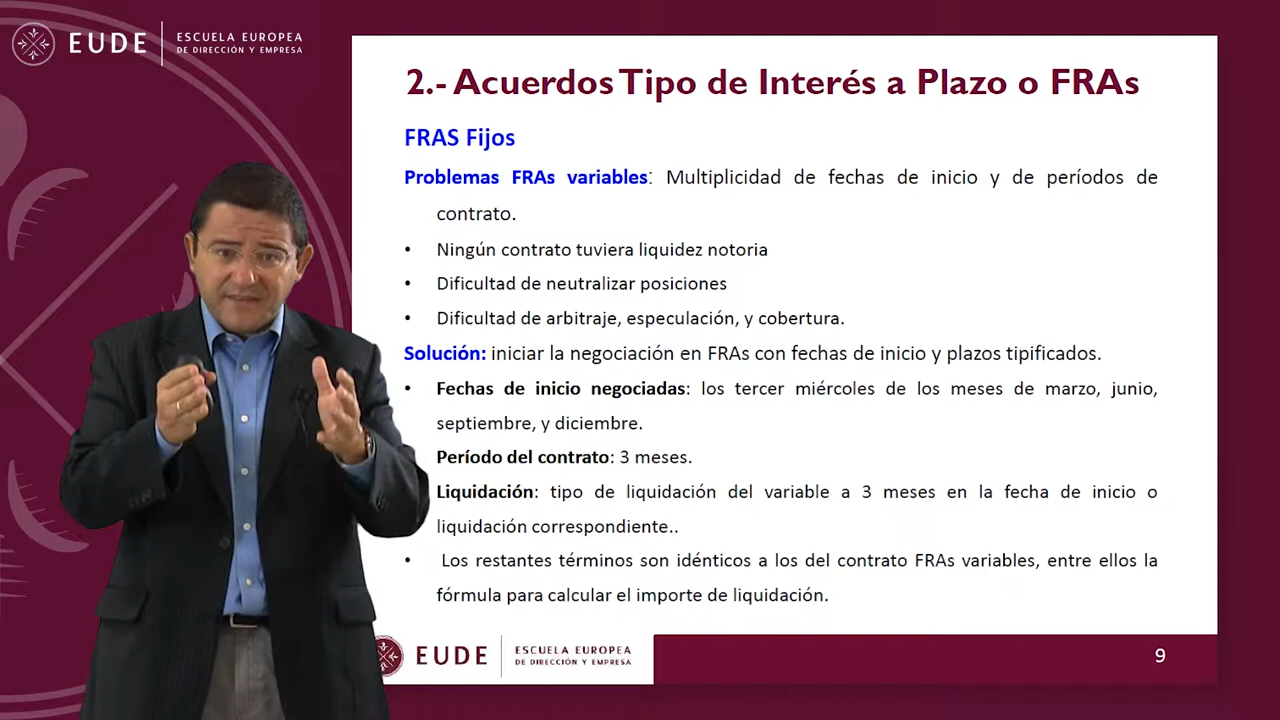 EUDE
ESCUELA EUROPEA
DE DIRECCIÓN Y EMPRESA
2.- Acuerdos Tipo de Interés a Plazo o FRAs
FRAS Fijos
Problemas FRAs variables: Multiplicidad de fechas de inicio y de períodos de
contrato.
• Ningún contrato tuviera liquidez notoria
• Dificultad de neutralizar posiciones
• Dificultad de arbitraje, especulación, y cobertura.
Solución: iniciar la negociación en FRAs con fechas de inicio y plazos tipificados.
• Fechas de inicio negociadas: los tercer miércoles de los meses de marzo, junio,
septiembre, y diciembre.
Período del contrato: 3 meses.
Liquidación: tipo de liquidación del variable a 3 meses en la fecha de inicio o
liquidación correspondiente..
• Los restantes términos son idénticos a los del contrato FRAs variables, entre ellos la
fórmula para calcular el importe de liquidación.
EUDE
ESCUELA EUROPEA
DE DIRECCIÓN Y EMPRESA
9